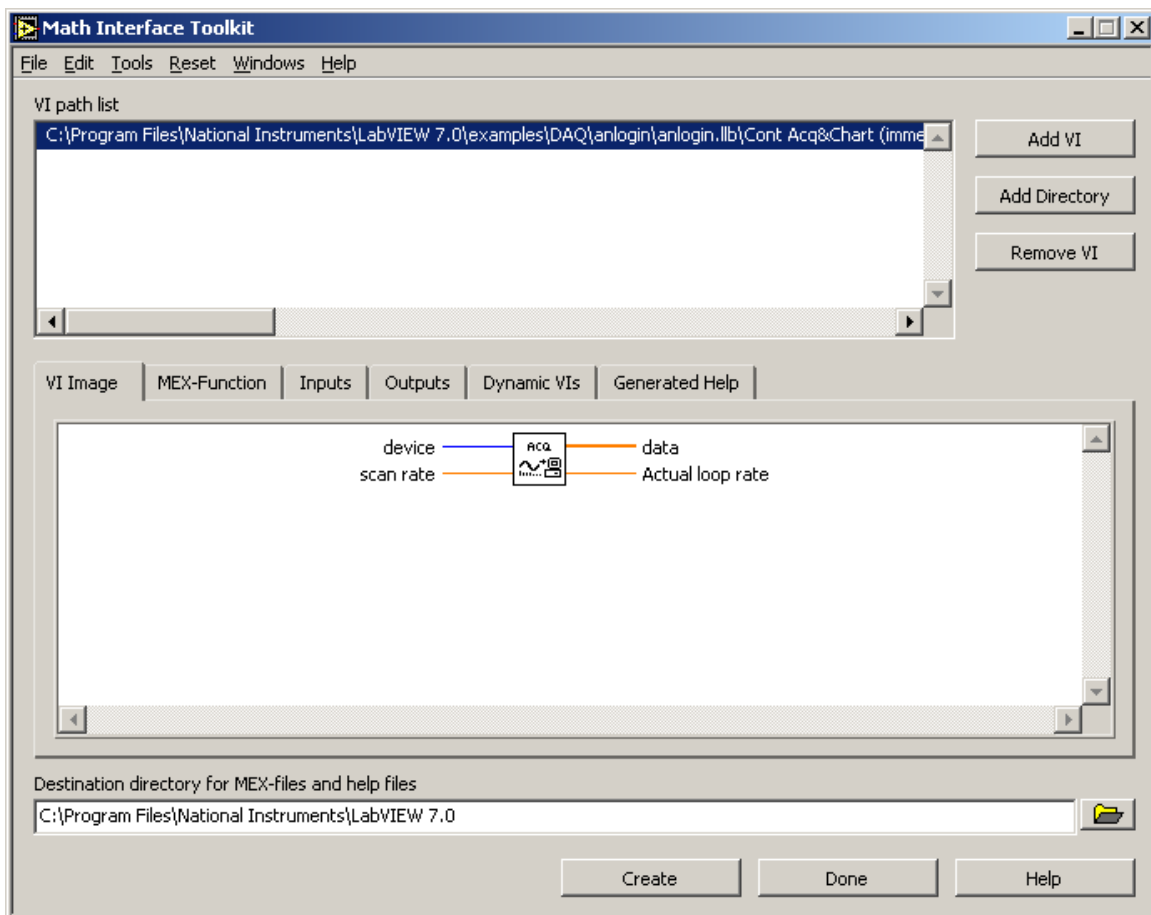 Math Interface Toolkit
File Edit Tools Reset Windows Help
VI path list
C:\Program Files\National Instruments\LabVIEW 7.0\examples\DAQ\anlogin\anlogin.llb\Cont Acq&Chart (imme
Add VI
Add Directory
Remove VI
VI Image MEX-Function Inputs Outputs Dynamic VIs Generated Help
device ACQ data
scan rate Actual loop rate
Destination directory for MEX-files and help files
C:\Program Files\National Instruments\LabVIEW 7.0
Create Done Help